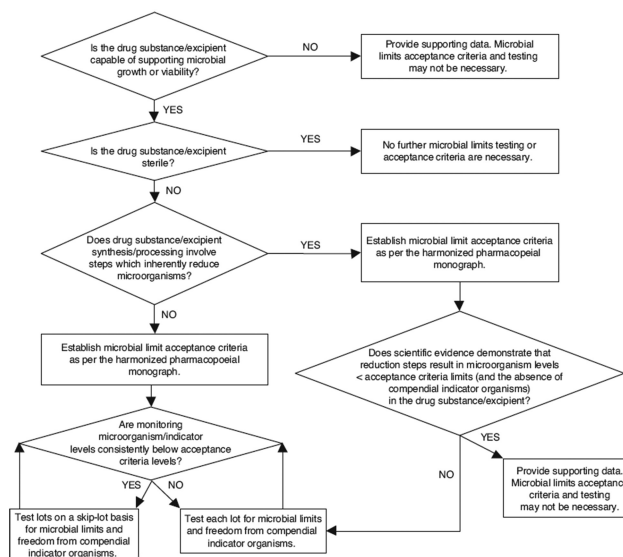 Is the drug substance/excipient
capable of supporting microbial
growth or viability?
NO
Provide supporting data. Microbial
limits acceptance criteria and testing
may not be necessary.
YES
Is the drug substance/excipient
sterile?
YES
No further microbial limits testing or
acceptance criteria are necessary.
NO
Does drug substance/excipient
synthesis/processing involve
steps which inherently reduce
microorganisms?
YES
Establish microbial limit acceptance criteria
as per the harmonized pharmacopeial
monograph.
NO
Establish microbial limit acceptance criteria
as per the harmonized pharmacopoeial
monograph.
Does scientific evidence demonstrate that
reduction steps result in microorganism levels
< acceptance criteria limits (and the absence of
compendial indicator organisms)
in the drug substance/excipient?
Are monitoring
microorganism/indicator
levels consistently below acceptance
criteria levels?
YES
NO
NO
YES
Provide supporting data.
Microbial limits acceptance
criteria and testing
may not be necessary.
Test lots on a skip-lot basis
for microbial limits and
freedom from compendial
indicator organisms.
Test each lot for microbial limits
and freedom from compendial
indicator organisms.